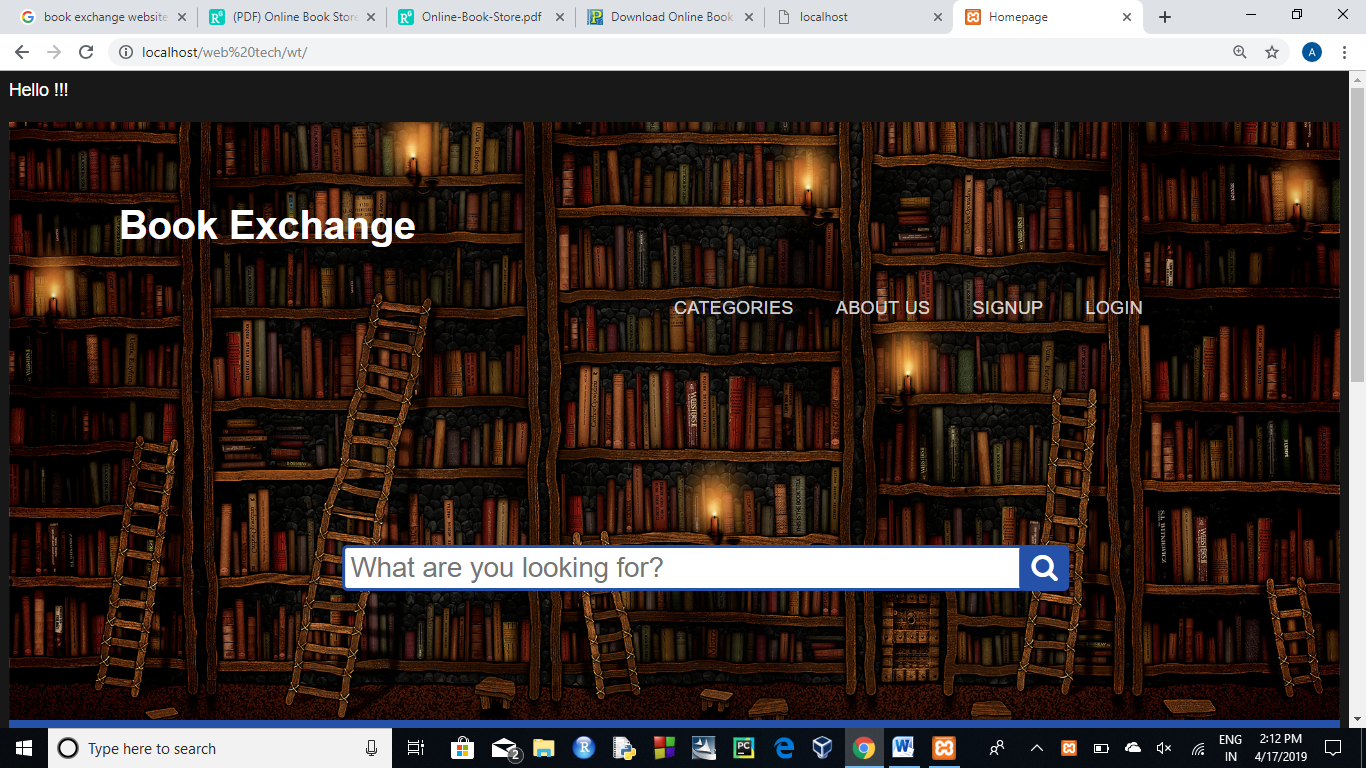 book exchange website
(PDF) Online Book Store
Online-Book-Store.pdf
Download Online Book
localhost
Homepage
localhost/web%20tech/wt/
A
Hello !!!
Book Exchange
CATEGORIES ABOUT US SIGNUP LOGIN
What are you looking for?
Type here to search
2
ENG
IN
2:12 PM
4/17/2019